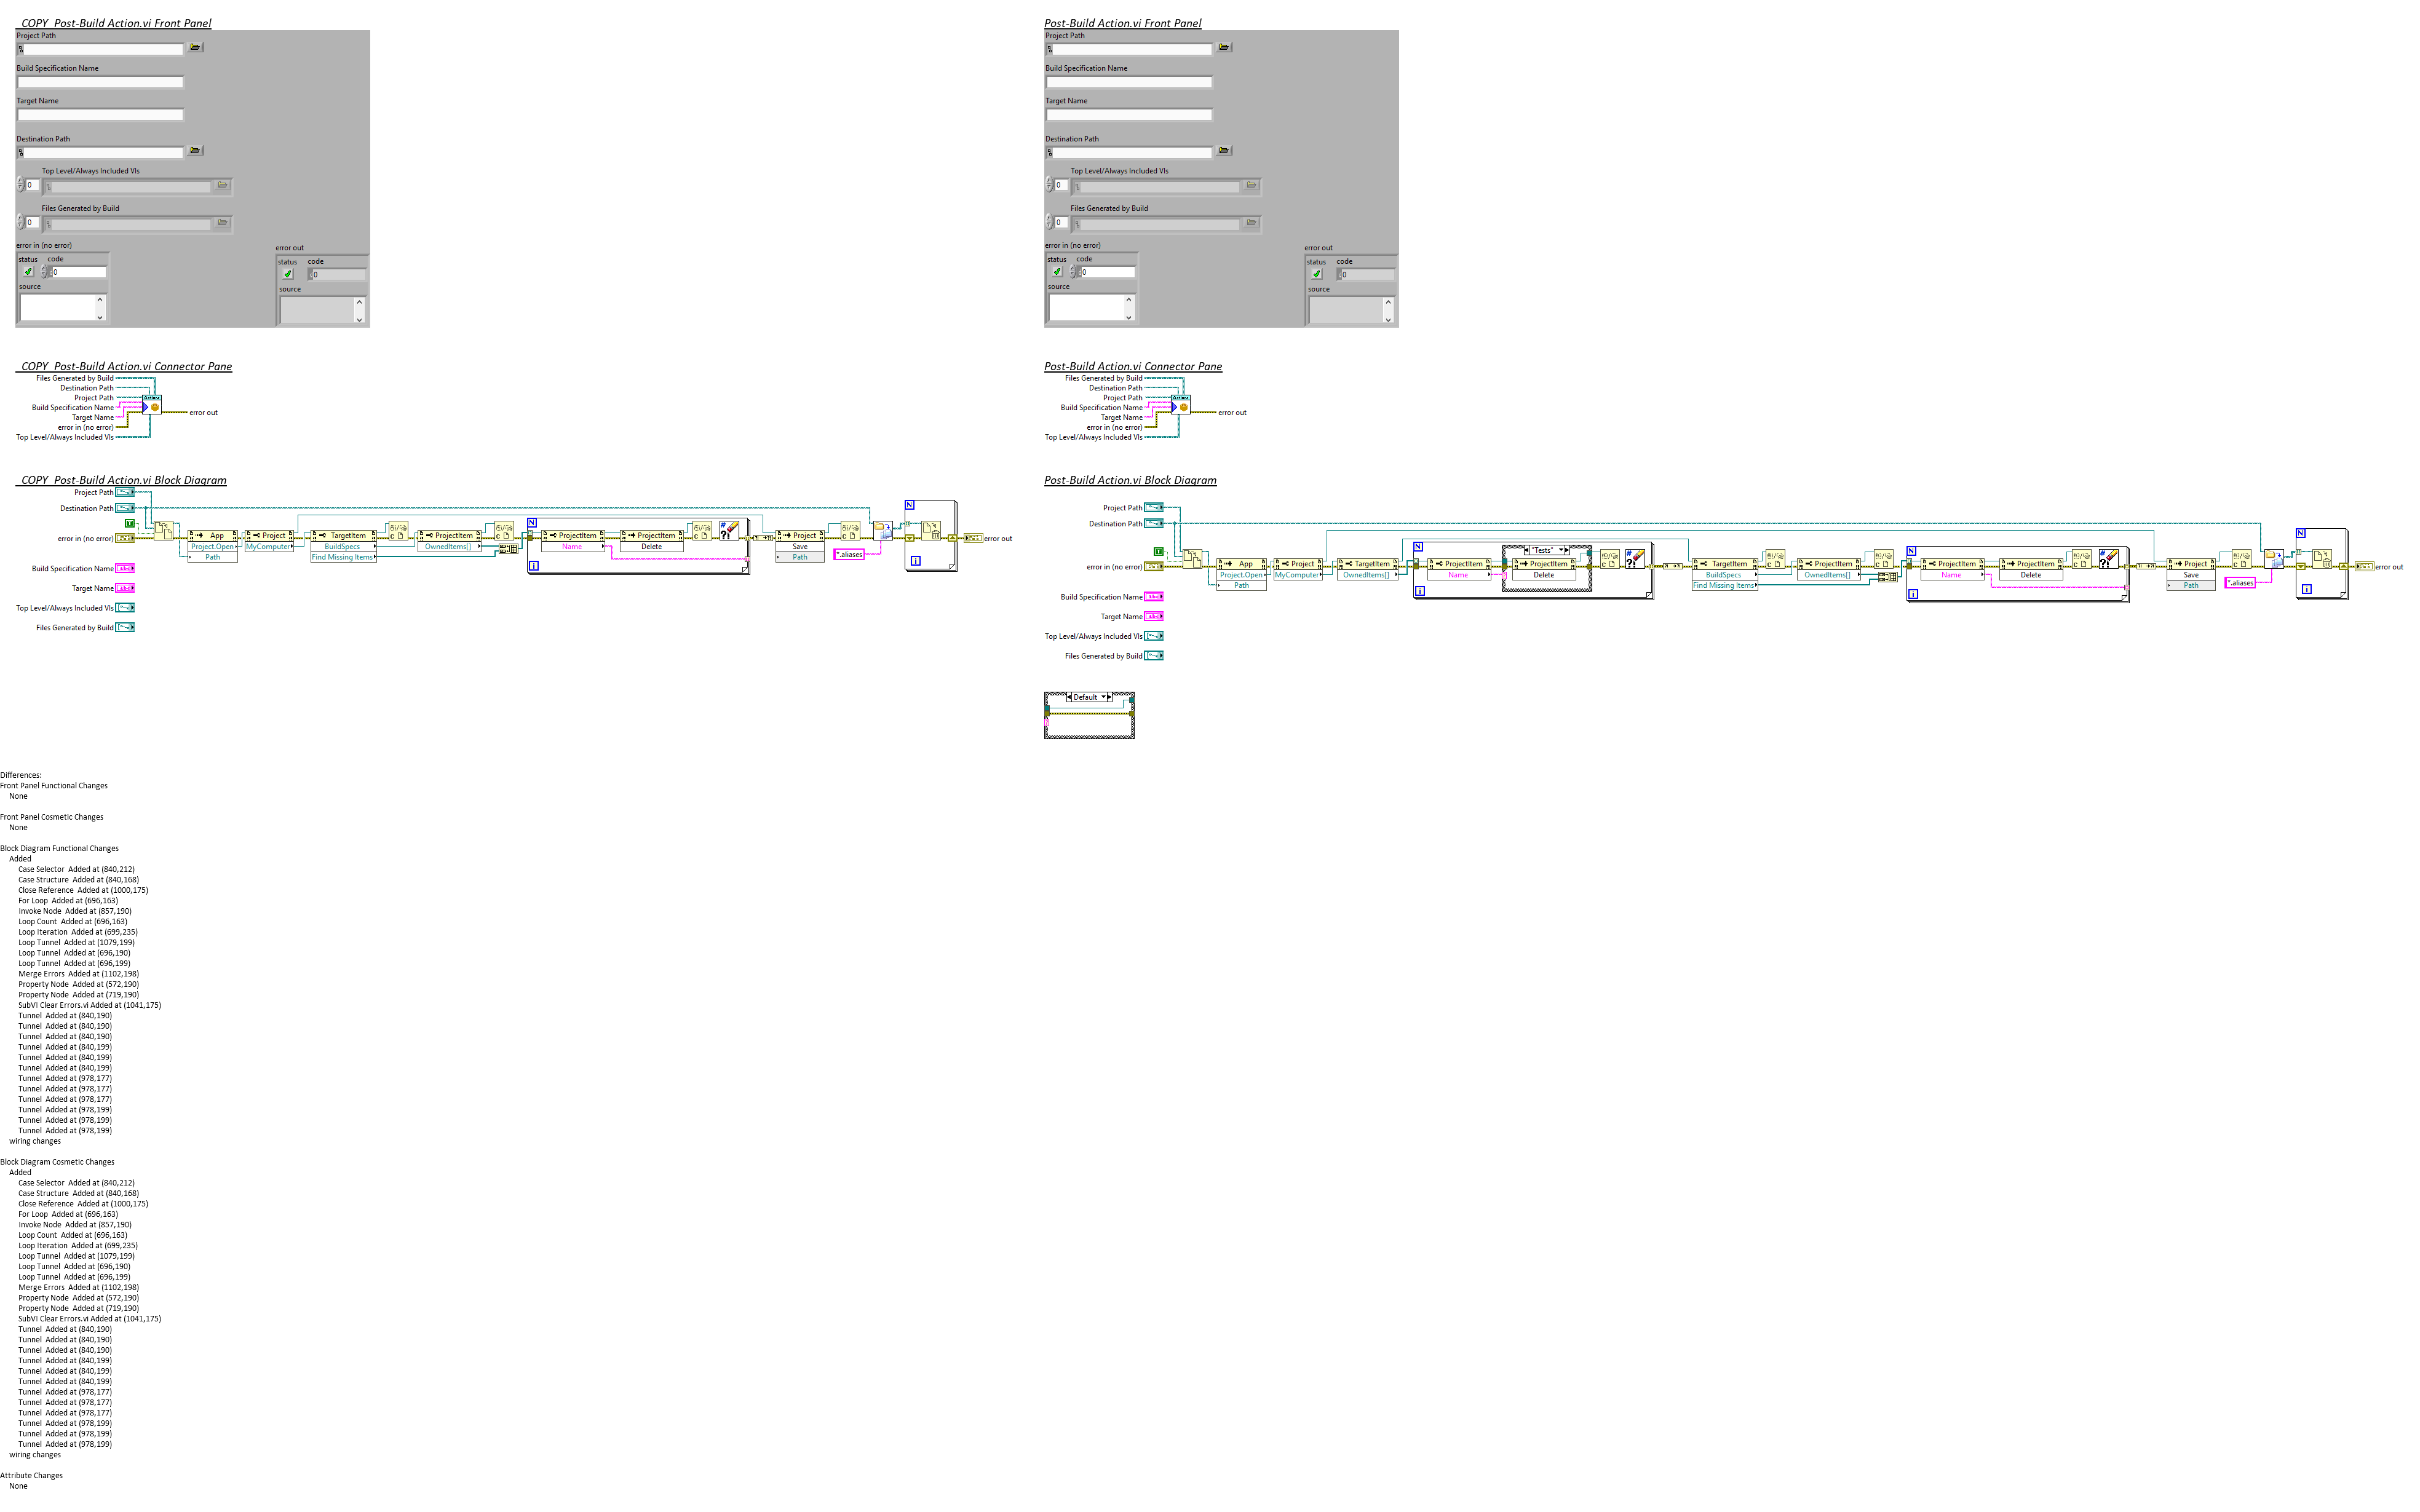 _COPY_Post-Build Action.vi Front Panel
Project Path
Build Specification Name
Target Name
Destination Path
Top Level/Always Included VIs
0
Files Generated by Build
0
error in (no error)
status code
0
source
error out
status code
0
source
_COPY_Post-Build Action.vi Connector Pane
Files Generated by Build
Destination Path
Project Path
Build Specification Name
Target Name
error in (no error)
Top Level/Always Included VIs
error out
_COPY_Post-Build Action.vi Block Diagram
Project Path
Destination Path
error in (no error)
Build Specification Name
Target Name
Top Level/Always Included VIs
Files Generated by Build
App
Project.Open
Path
Project
MyComputer
TargetItem
BuildSpecs
Find Missing Items
ProjectItem
OwnedItems[]
N
i
ProjectItem
Name
ProjectItem
Delete
Project
Save
Path
*.aliases
N
i
error out
Post-Build Action.vi Front Panel
Project Path
Build Specification Name
Target Name
Destination Path
Top Level/Always Included VIs
0
Files Generated by Build
0
error in (no error)
status code
0
source
error out
status code
0
source
Post-Build Action.vi Connector Pane
Files Generated by Build
Destination Path
Project Path
Build Specification Name
Target Name
error in (no error)
Top Level/Always Included VIs
error out
Post-Build Action.vi Block Diagram
Project Path
Destination Path
error in (no error)
Build Specification Name
Target Name
Top Level/Always Included VIs
Files Generated by Build
App
Project.Open
Path
Project
MyComputer
TargetItem
OwnedItems[]
N
i
ProjectItem
Name
"Tests"
ProjectItem
Delete
TargetItem
BuildSpecs
Find Missing Items
ProjectItem
OwnedItems[]
N
i
ProjectItem
Name
ProjectItem
Delete
Project
Save
Path
*.aliases
N
i
error out
Default
Differences:
Front Panel Functional Changes
None
Front Panel Cosmetic Changes
None
Block Diagram Functional Changes
Added
Case Selector Added at (840,212)
Case Structure Added at (840,168)
Close Reference Added at (1000,175)
For Loop Added at (696,163)
Invoke Node Added at (857,190)
Loop Count Added at (696,163)
Loop Iteration Added at (699,235)
Loop Tunnel Added at (1079,199)
Loop Tunnel Added at (696,190)
Loop Tunnel Added at (696,199)
Merge Errors Added at (1102,198)
Property Node Added at (572,190)
Property Node Added at (719,190)
SubVI Clear Errors.vi Added at (1041,175)
Tunnel Added at (840,190)
Tunnel Added at (840,190)
Tunnel Added at (840,190)
Tunnel Added at (840,199)
Tunnel Added at (840,199)
Tunnel Added at (840,199)
Tunnel Added at (978,177)
Tunnel Added at (978,177)
Tunnel Added at (978,177)
Tunnel Added at (978,199)
Tunnel Added at (978,199)
Tunnel Added at (978,199)
wiring changes
Block Diagram Cosmetic Changes
Added
Case Selector Added at (840,212)
Case Structure Added at (840,168)
Close Reference Added at (1000,175)
For Loop Added at (696,163)
Invoke Node Added at (857,190)
Loop Count Added at (696,163)
Loop Iteration Added at (699,235)
Loop Tunnel Added at (1079,199)
Loop Tunnel Added at (696,190)
Loop Tunnel Added at (696,199)
Merge Errors Added at (1102,198)
Property Node Added at (572,190)
Property Node Added at (719,190)
SubVI Clear Errors.vi Added at (1041,175)
Tunnel Added at (840,190)
Tunnel Added at (840,190)
Tunnel Added at (840,190)
Tunnel Added at (840,199)
Tunnel Added at (840,199)
Tunnel Added at (840,199)
Tunnel Added at (978,177)
Tunnel Added at (978,177)
Tunnel Added at (978,177)
Tunnel Added at (978,199)
Tunnel Added at (978,199)
Tunnel Added at (978,199)
wiring changes
Attribute Changes
None